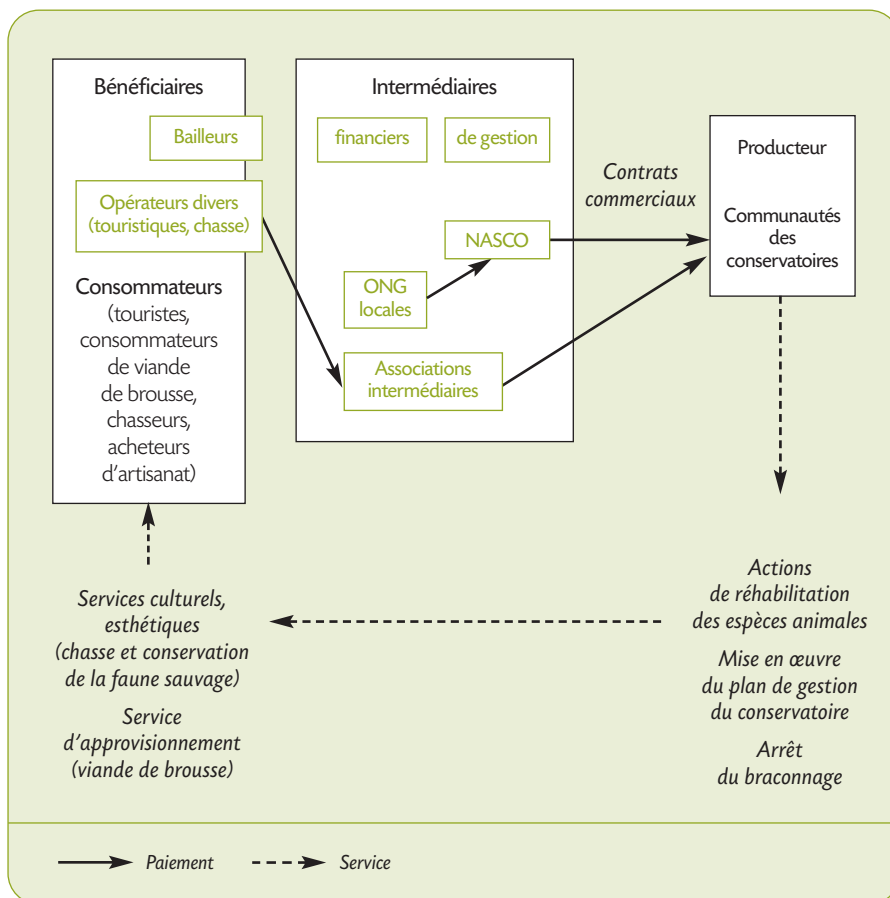 Bénéficiaires
Bailleurs
Opérateurs divers
(touristiques, chasse)
Consommateurs
(touristes,
consommateurs
de viande
de brousse,
chasseurs,
acheteurs
d'artisanat)
Intermédiaires
financiers
de gestion
NASCO
ONG
locales
Associations
intermédiaires
Contrats
commerciaux
Producteur
Communautés
des
conservatoires
Actions
de réhabilitation
des espèces animales
Mise en œuvre
du plan de gestion
du conservatoire
Arrêt
du braconnage
Services culturels,
esthétiques
(chasse et conservation
de la faune sauvage)
Service
d'approvisionnement
(viande de brousse)
Paiement
Service